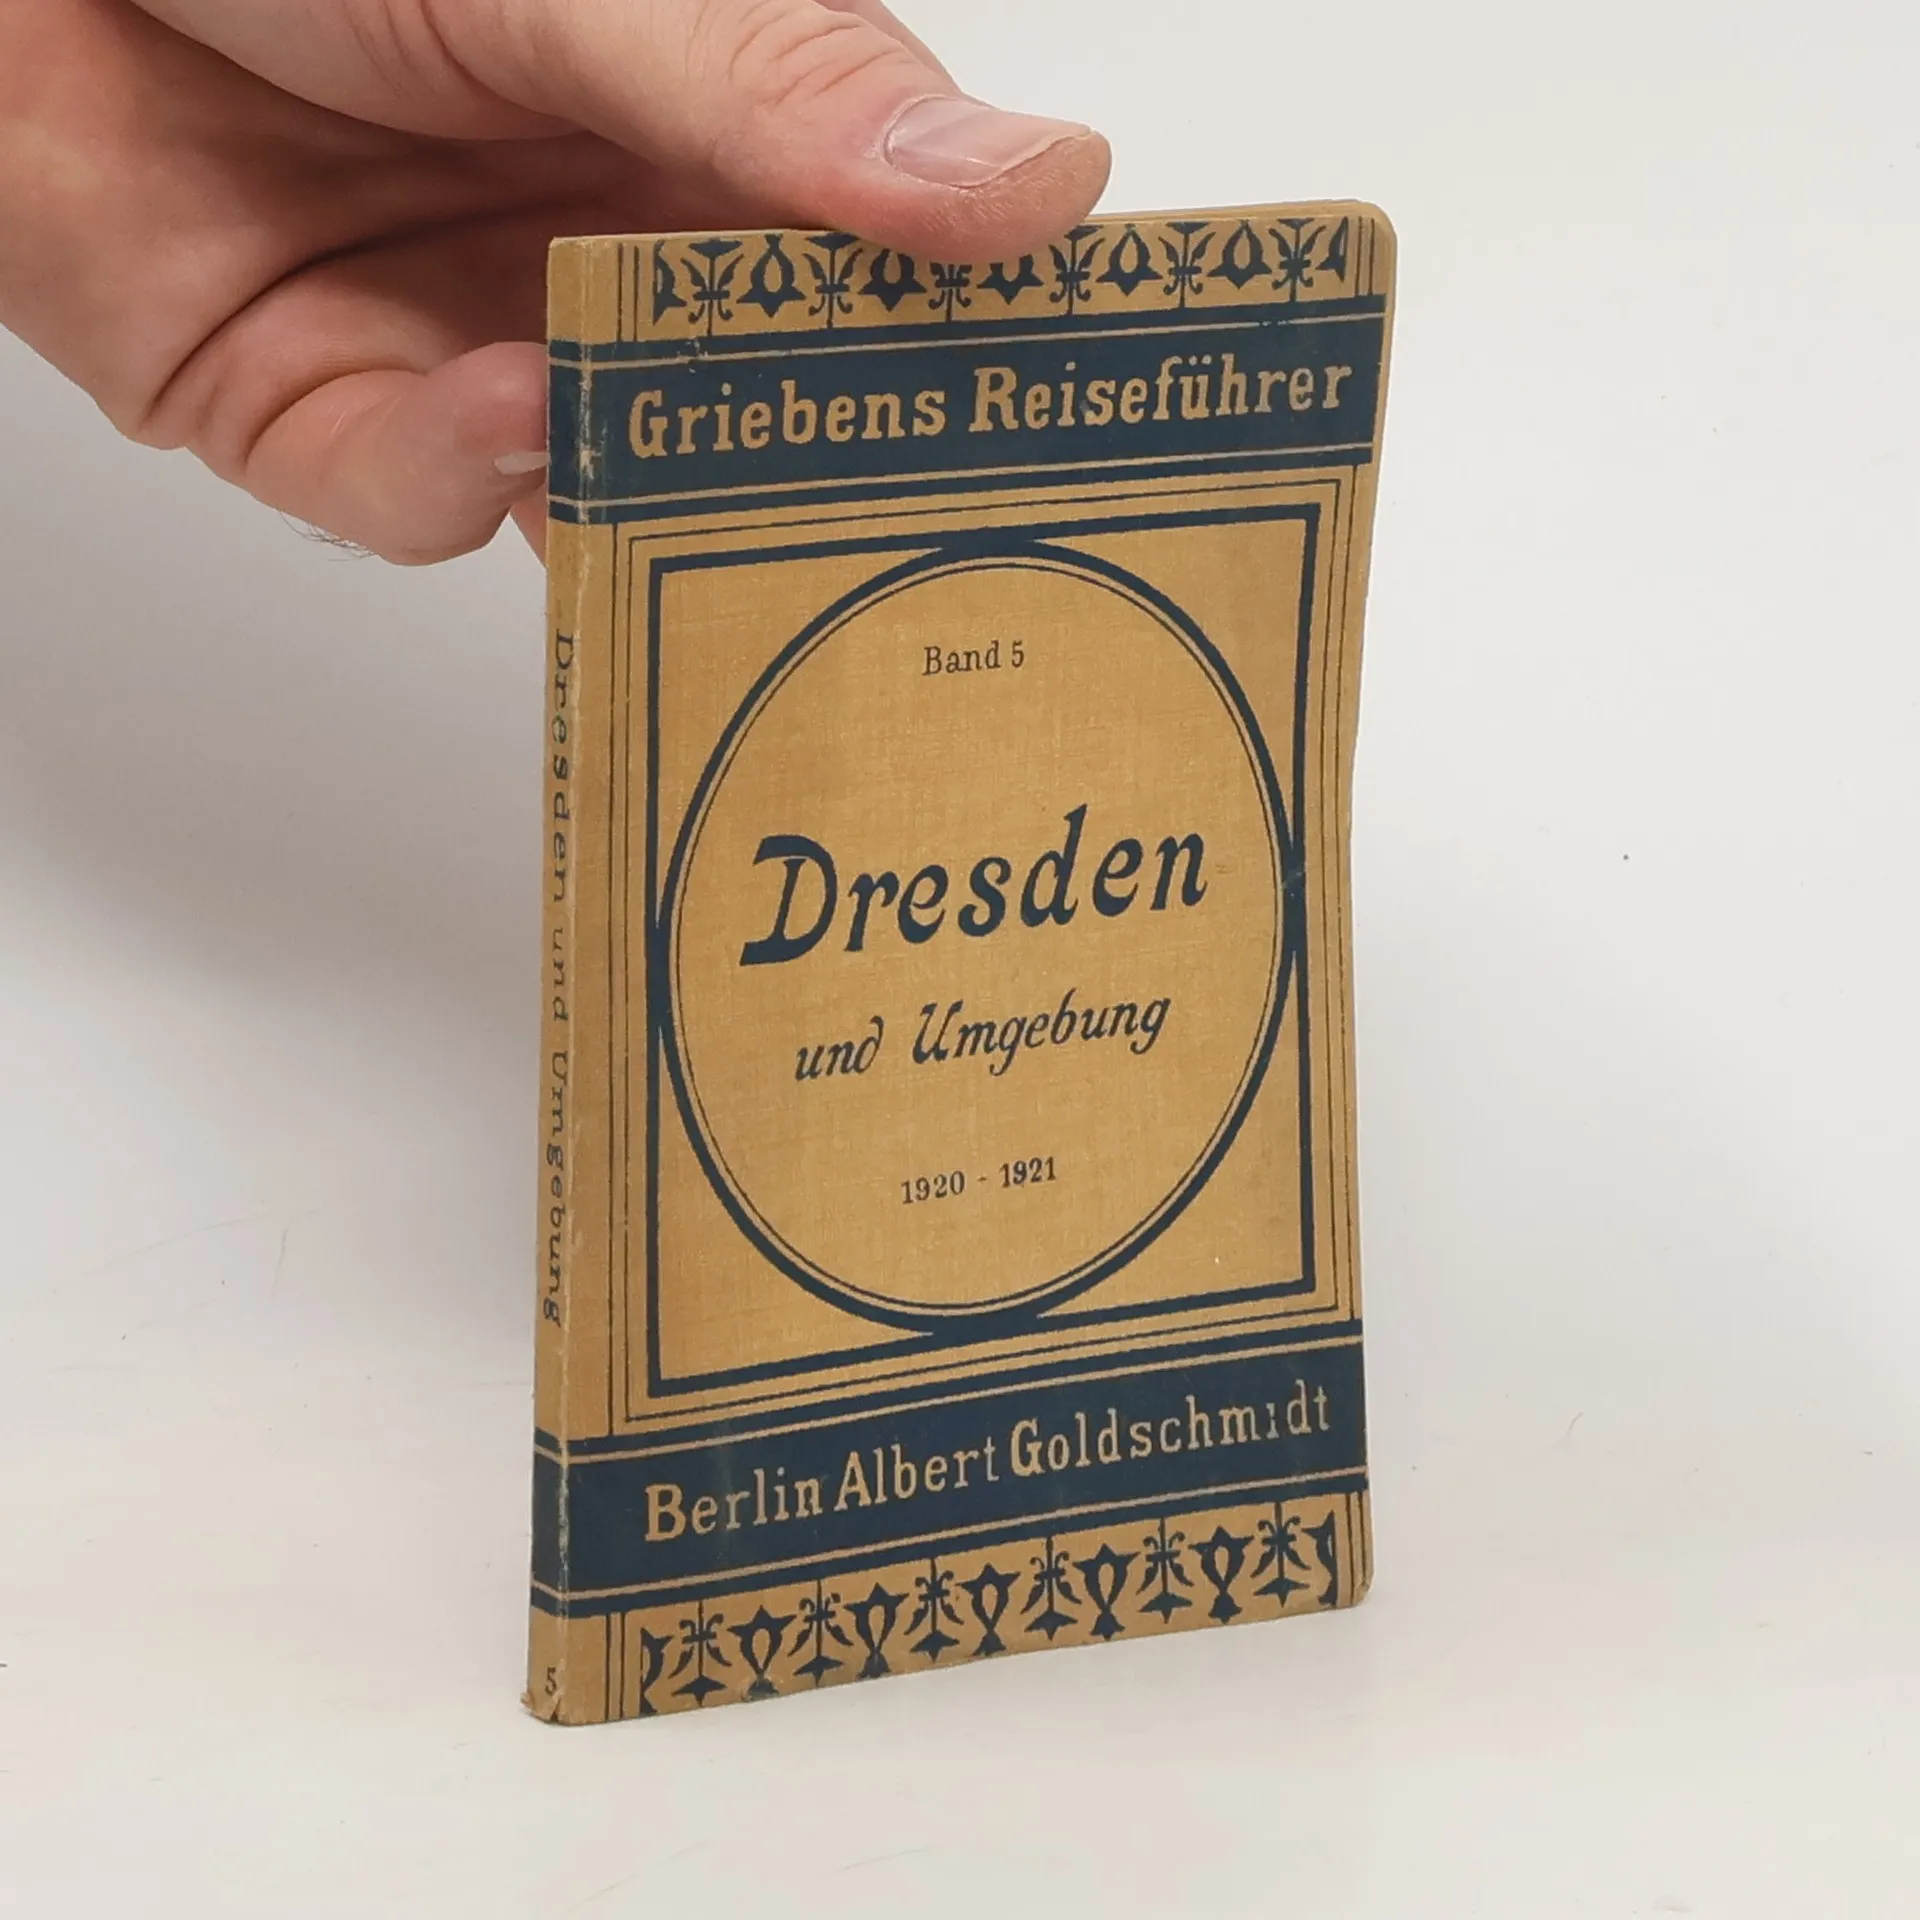 Griebens Reiseführer
Band 5
Dresden
und Umgebung
1920 - 1921
Berlin Albert Goldschmidt
Dresden und Umgebung
5